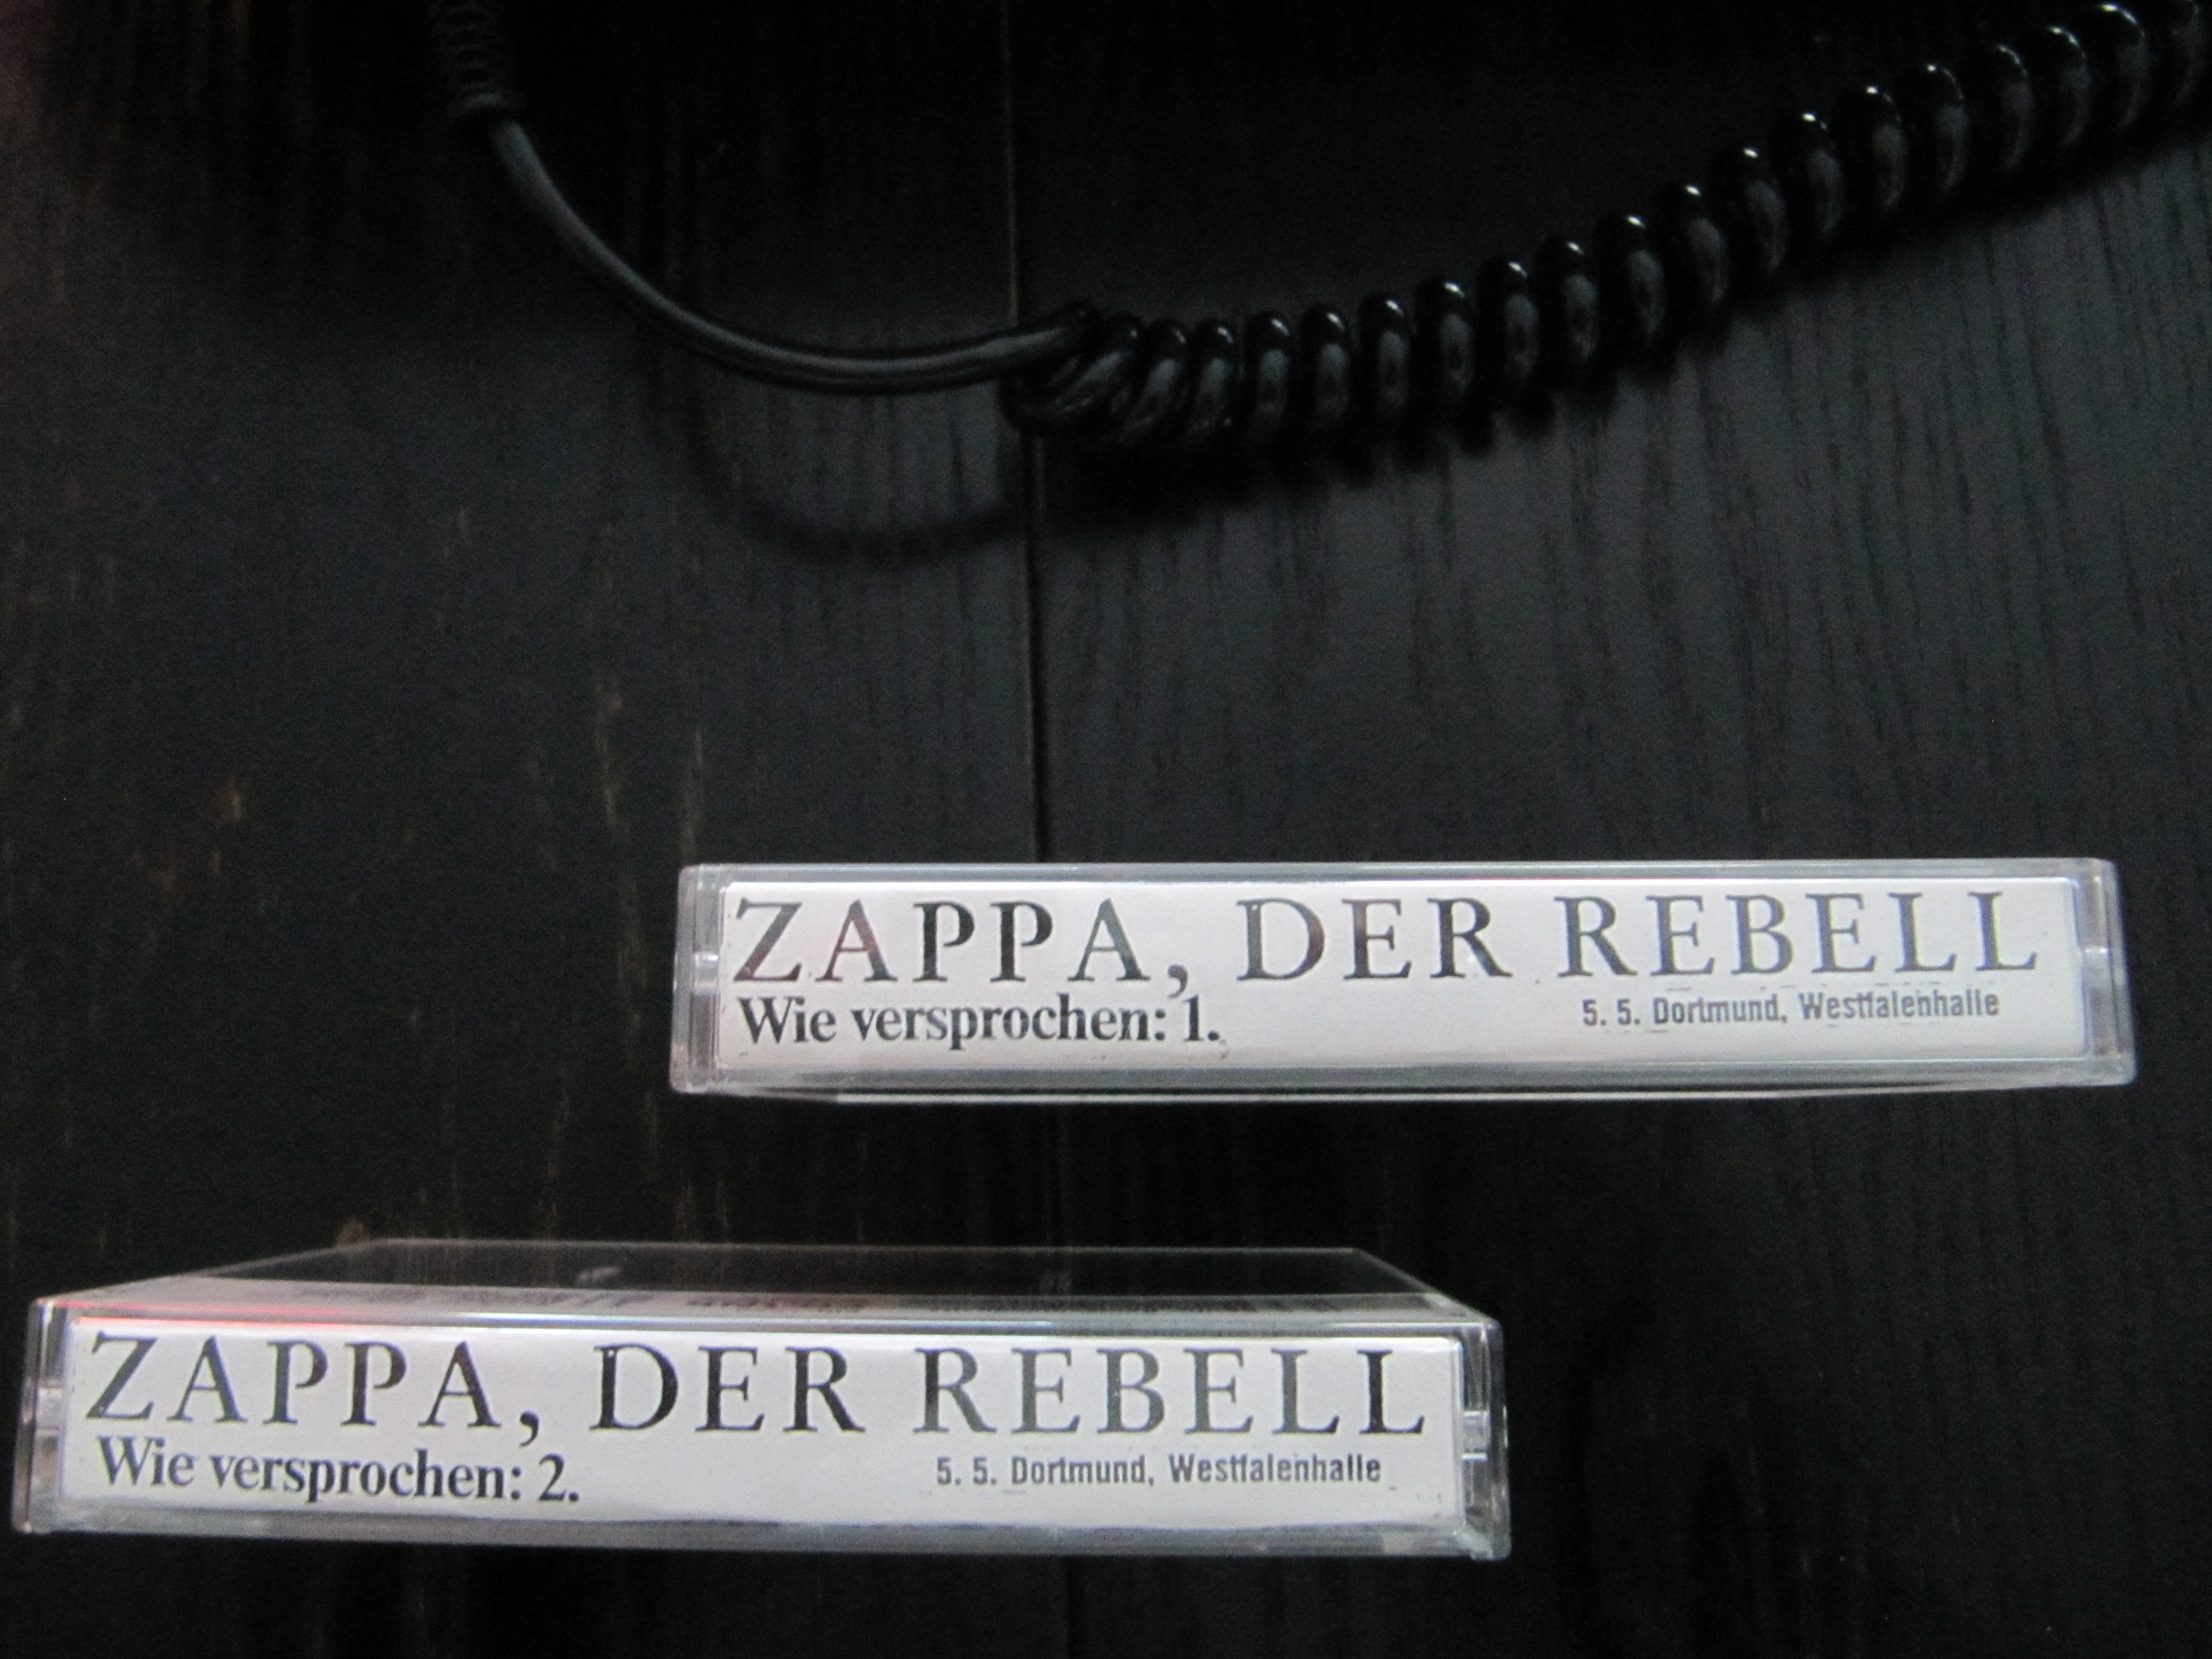 ZAPPA, DER REBELL
Wie versprochen: 1. 5. 5. Dortmund, Westfalenhalle
ZAPPA, DER REBELL
Wie versprochen: 2. 5. 5. Dortmund, Westfalenhalle